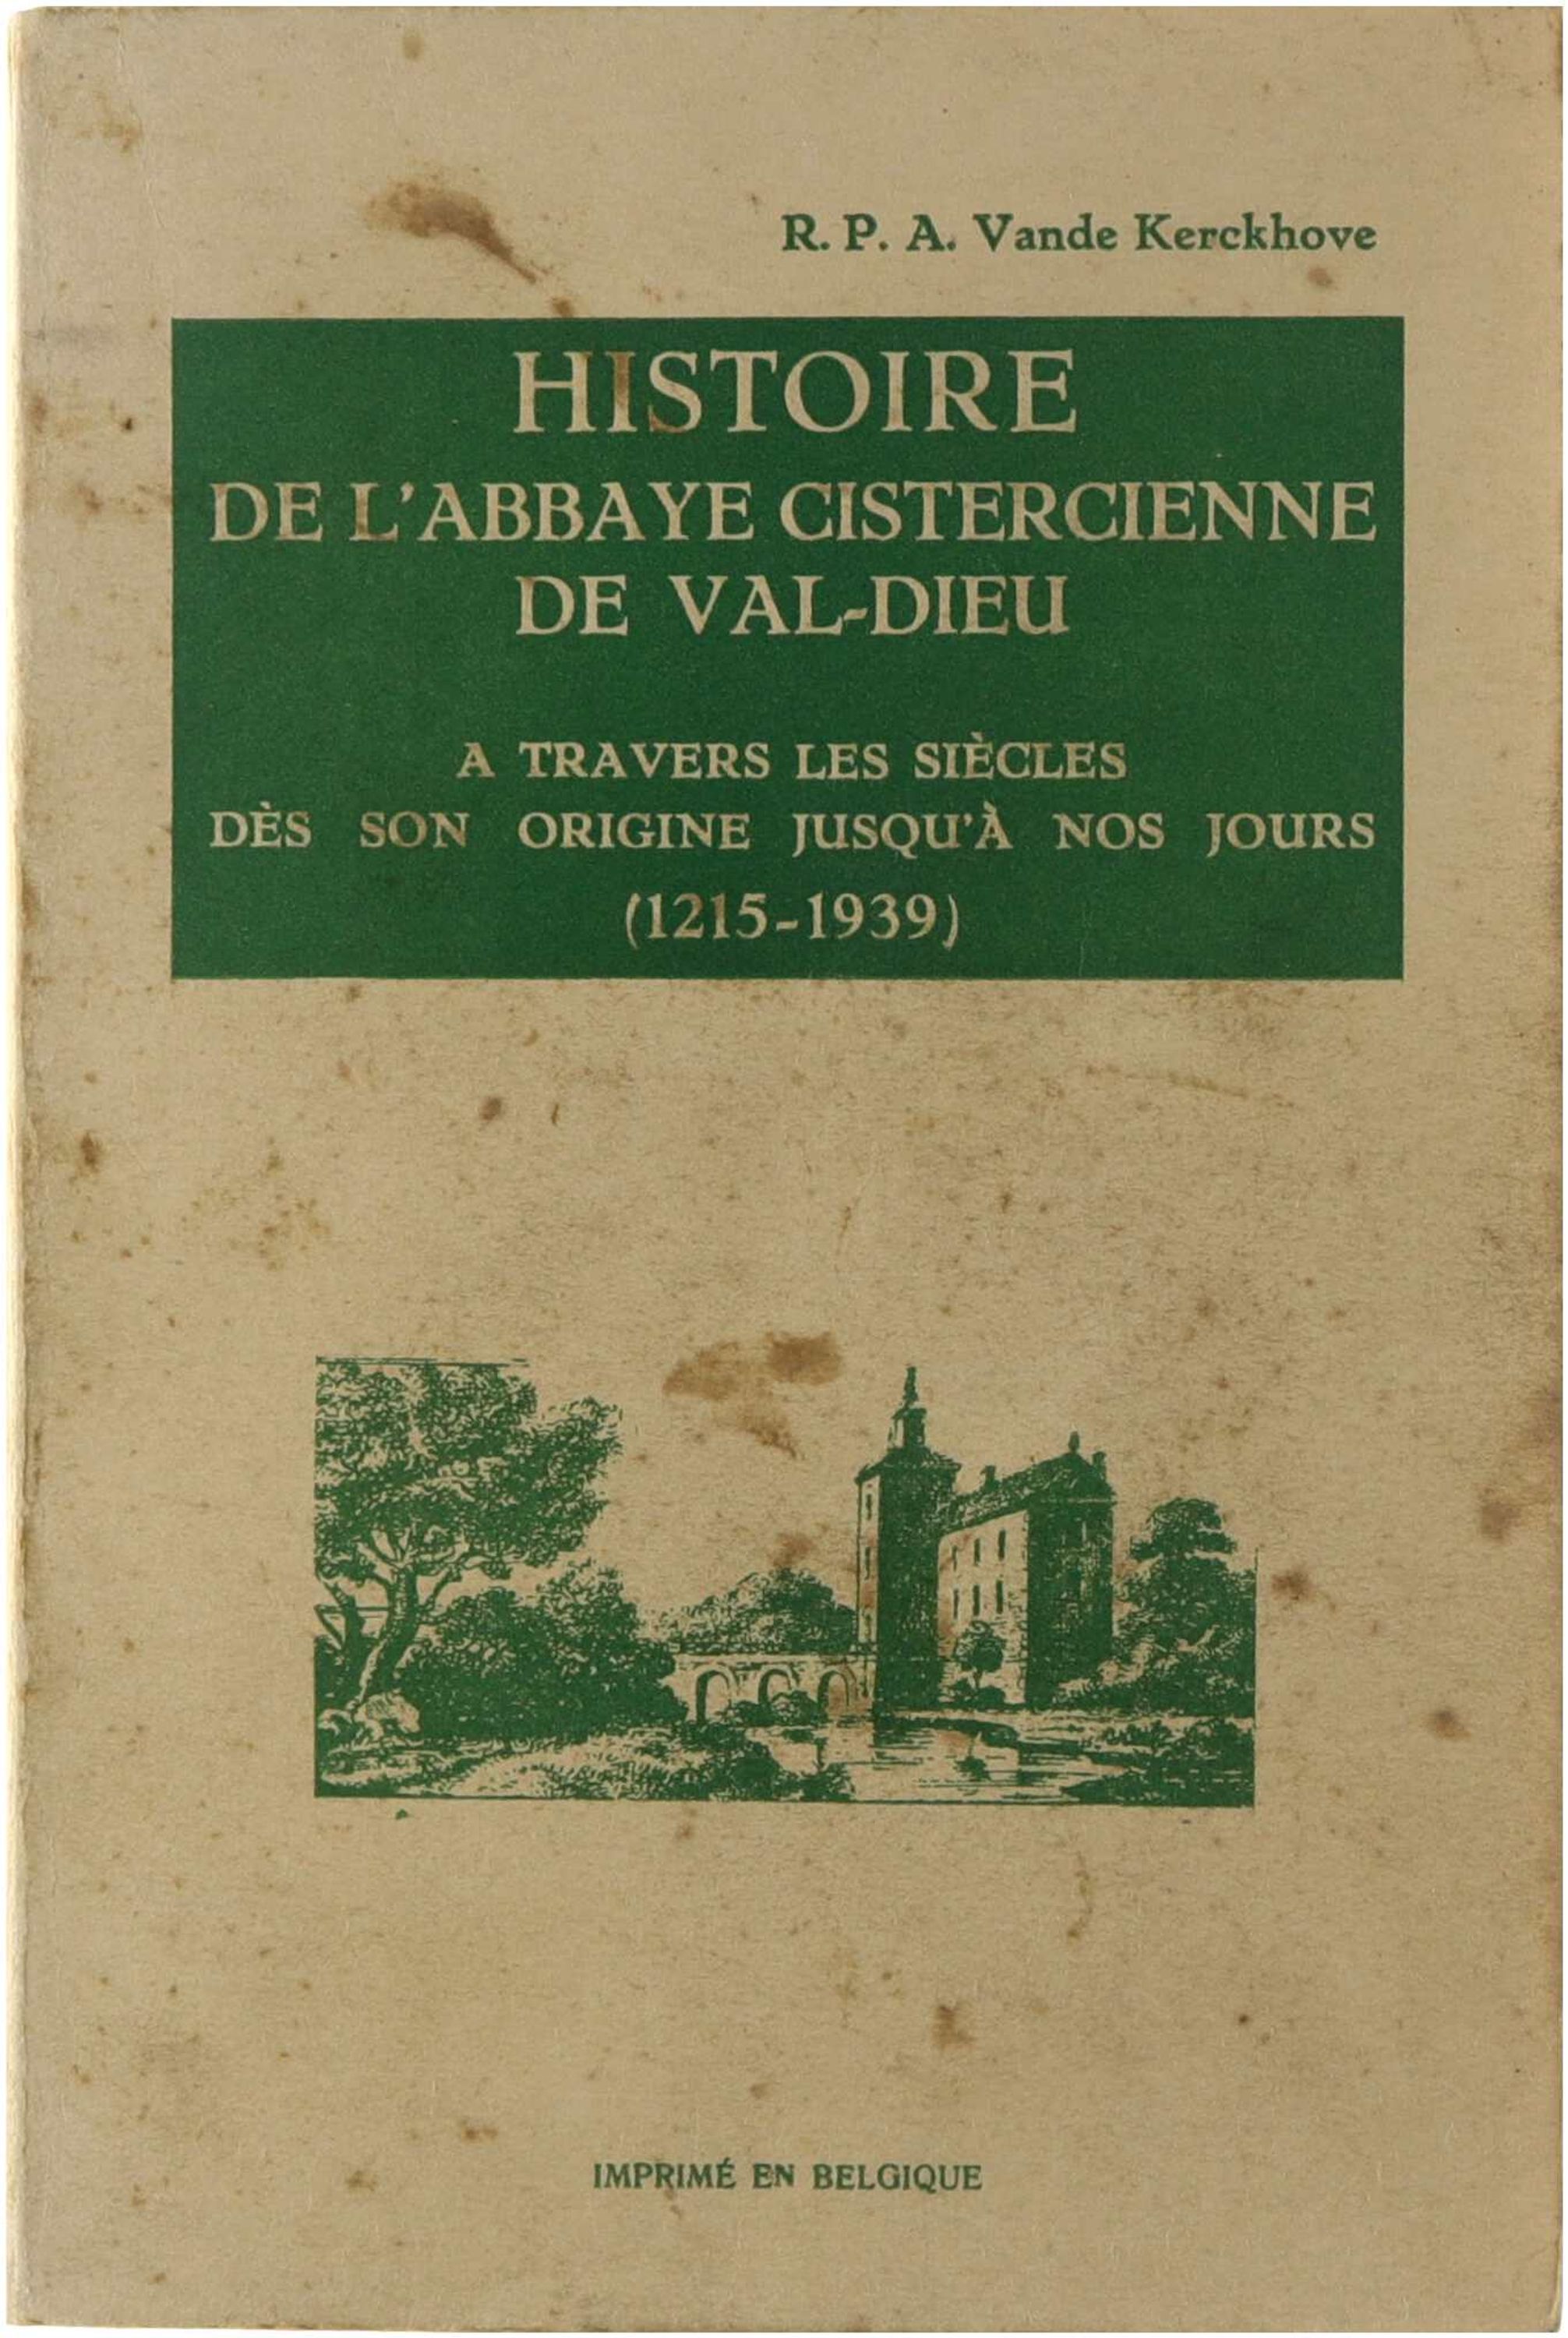 R. P. A. Vande Kerckhove
HISTOIRE
DE L'ABBAYE CISTERCIENNE
DE VAL-DIEU
A TRAVERS LES SIÈCLES
DÈS SON ORIGINE JUSQU'À NOS JOURS
(1215-1939)
IMPRIMÉ EN BELGIQUE